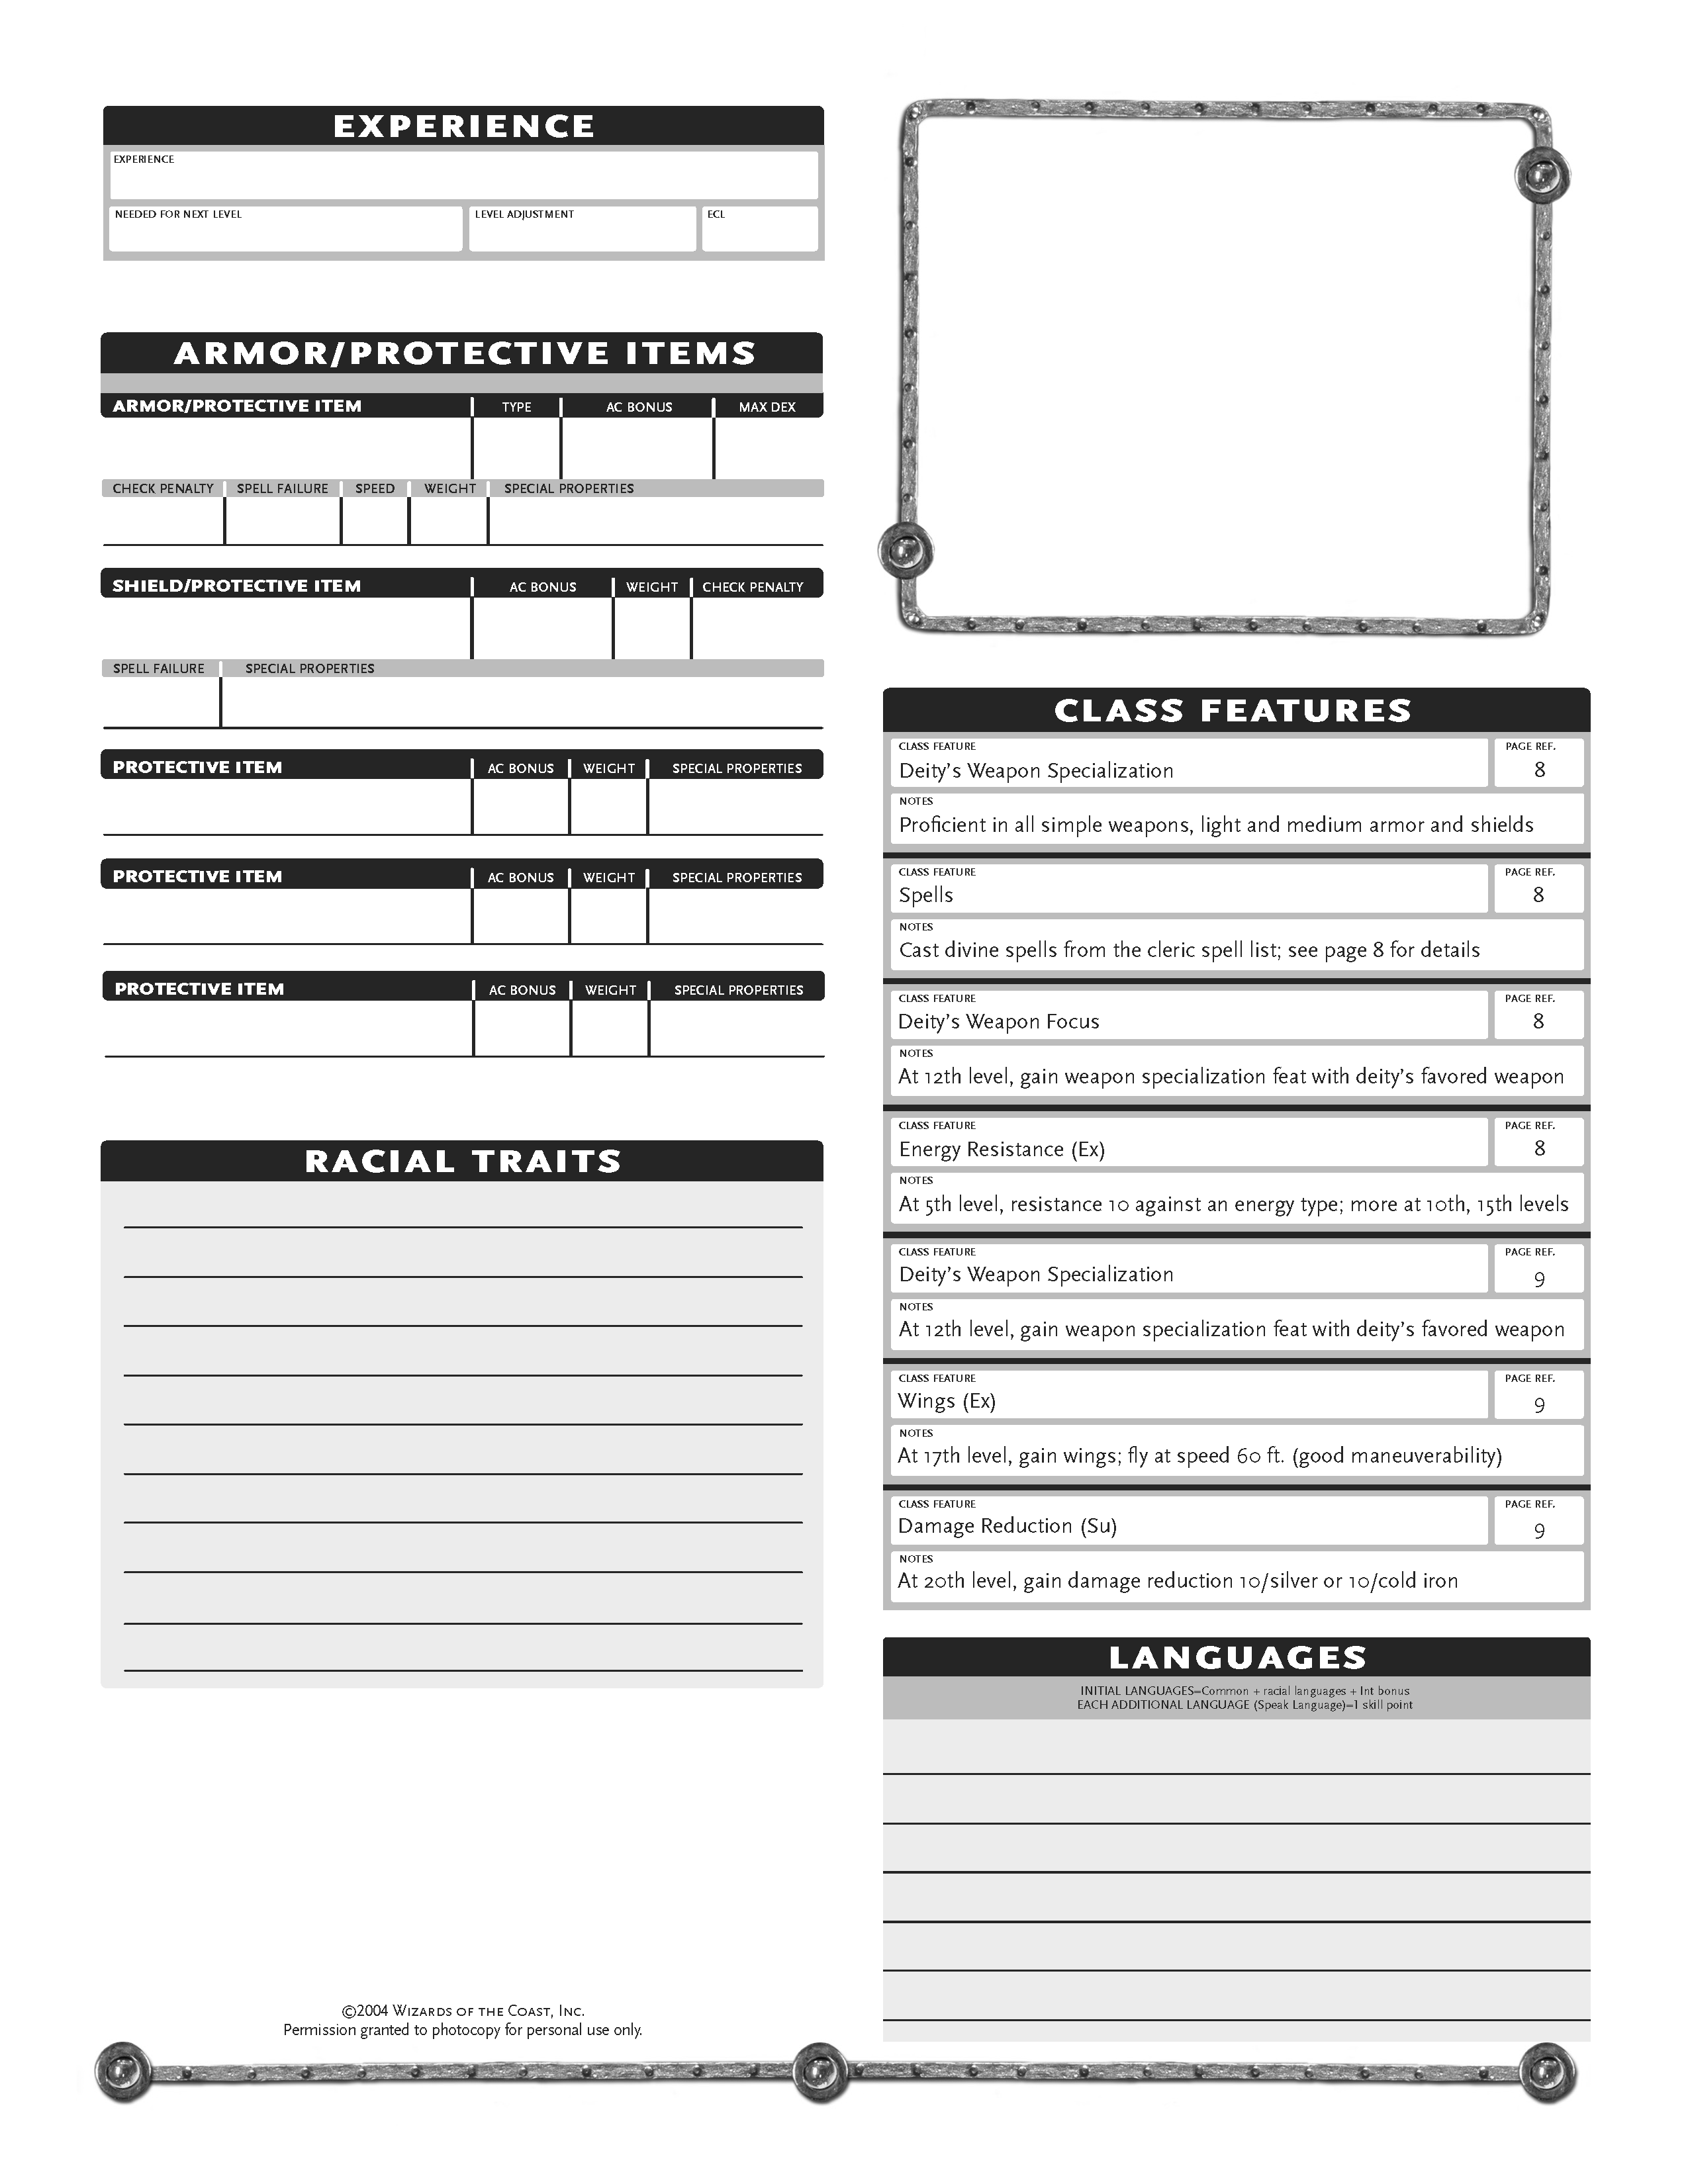 EXPERIENCE
EXPERIENCE
NEEDED FOR NEXT LEVEL LEVEL ADJUSTMENT ECL
ARMOR/PROTECTIVE ITEMS
ARMOR/PROTECTIVE ITEM TYPE AC BONUS MAX DEX
CHECK PENALTY SPELL FAILURE SPEED WEIGHT SPECIAL PROPERTIES
SHIELD/PROTECTIVE ITEM AC BONUS WEIGHT CHECK PENALTY
SPELL FAILURE SPECIAL PROPERTIES
PROTECTIVE ITEM AC BONUS WEIGHT SPECIAL PROPERTIES
PROTECTIVE ITEM AC BONUS WEIGHT SPECIAL PROPERTIES
PROTECTIVE ITEM AC BONUS WEIGHT SPECIAL PROPERTIES
RACIAL TRAITS
©2004 Wizards of the Coast, Inc.
Permission granted to photocopy for personal use only.
CLASS FEATURES
CLASS FEATURE PAGE REF.
Deity's Weapon Specialization 8
NOTES
Proficient in all simple weapons, light and medium armor and shields
CLASS FEATURE PAGE REF.
Spells 8
NOTES
Cast divine spells from the cleric spell list; see page 8 for details
CLASS FEATURE PAGE REF.
Deity's Weapon Focus 8
NOTES
At 12th level, gain weapon specialization feat with deity's favored weapon
CLASS FEATURE PAGE REF.
Energy Resistance (Ex) 8
NOTES
At 5th level, resistance 10 against an energy type; more at 10th, 15th levels
CLASS FEATURE PAGE REF.
Deity's Weapon Specialization 9
NOTES
At 12th level, gain weapon specialization feat with deity's favored weapon
CLASS FEATURE PAGE REF.
Wings (Ex) 9
NOTES
At 17th level, gain wings; fly at speed 60 ft. (good maneuverability)
CLASS FEATURE PAGE REF.
Damage Reduction (Su) 9
NOTES
At 20th level, gain damage reduction 10/silver or 10/cold iron
LANGUAGES
INITIAL LANGUAGES=Common + racial languages + Int bonus
EACH ADDITIONAL LANGUAGE (Speak Language)=1 skill point